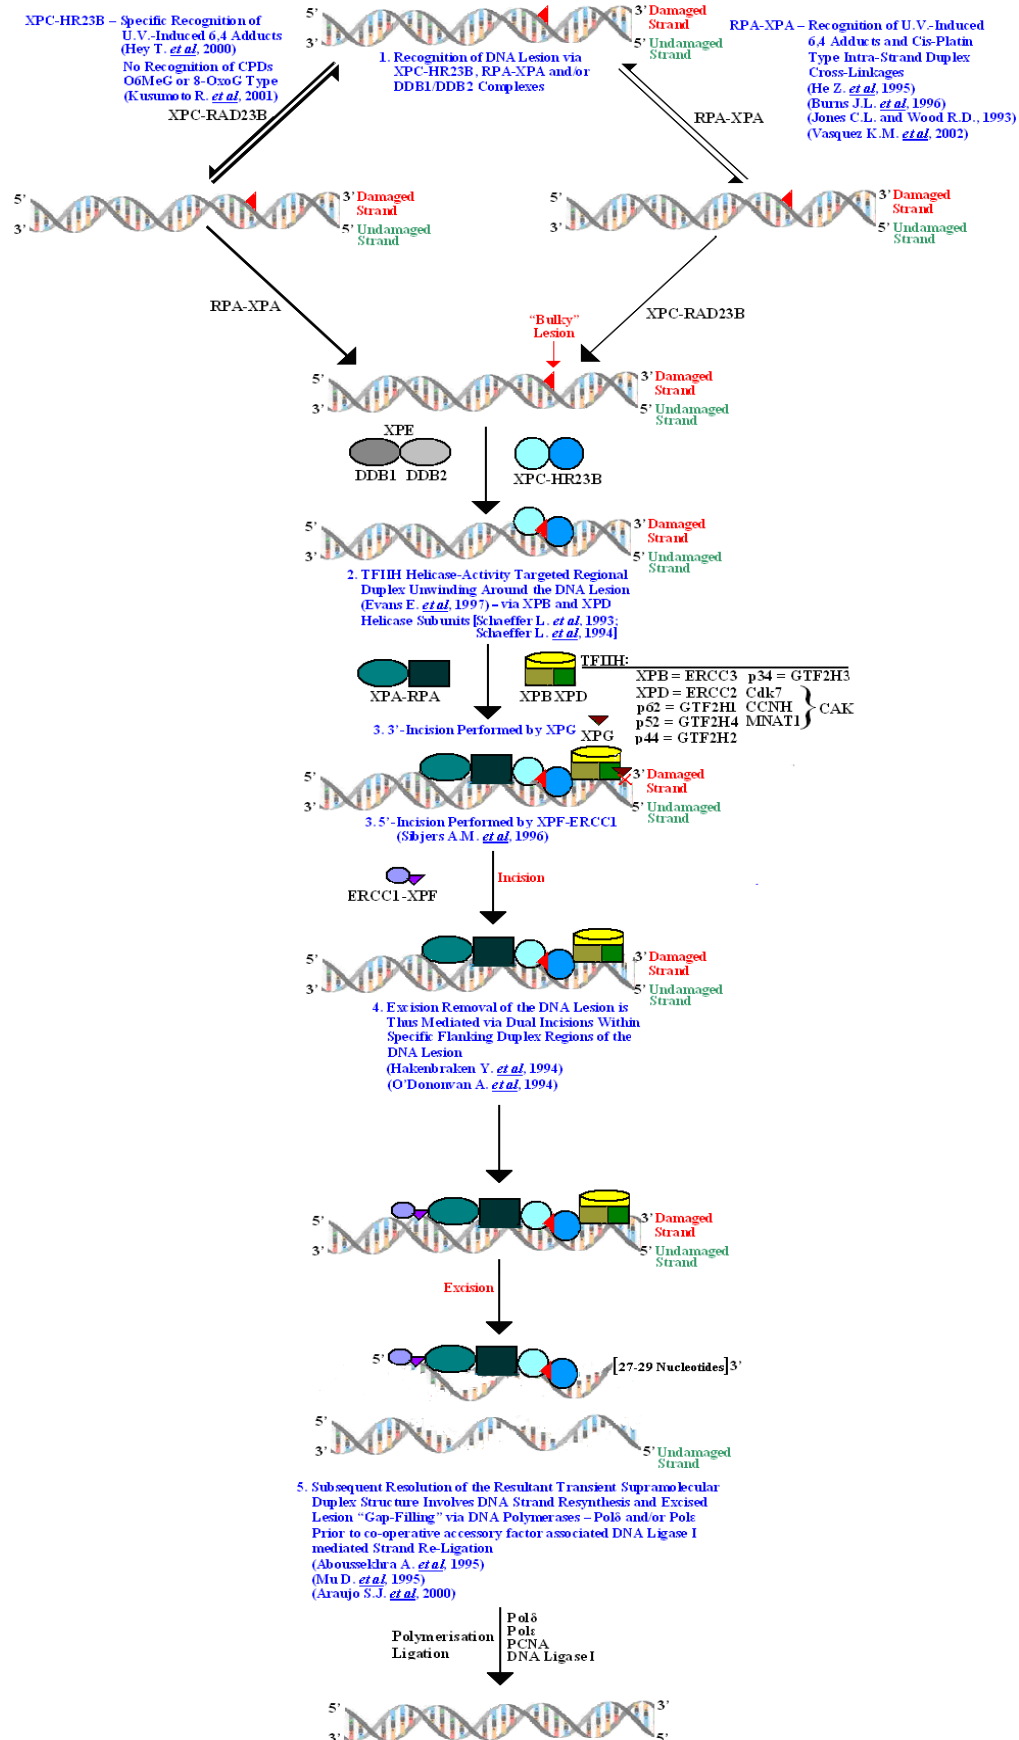 XPC-HR23B – Specific Recognition of
U.V.-Induced 6,4 Adducts
(Hey T. et al, 2000)
No Recognition of CPDs
O6MeG or 8-OxoG Type
(Kusumoto R. et al, 2001)
XPC-RAD23B
5’
3’
3’ Damaged
Strand
5’ Undamaged
Strand
1. Recognition of DNA Lesion via
XPC-HR23B, RPA-XPA and/or
DDB1/DDB2 Complexes
RPA-XPA – Recognition of U.V.-Induced
6,4 Adducts and Cis-Platin
Type Intra-Strand Duplex
Cross-Linkages
(He Z. et al, 1995)
(Burns J.L. et al, 1996)
(Jones C.L. and Wood R.D., 1993)
(Vasquez K.M. et al, 2002)
RPA-XPA
5’
3’
3’ Damaged
Strand
5’ Undamaged
Strand
5’
3’
3’ Damaged
Strand
5’ Undamaged
Strand
RPA-XPA
XPC-RAD23B
“Bulky”
Lesion
5’
3’
3’ Damaged
Strand
5’ Undamaged
Strand
XPE
DDB1 DDB2
XPC-HR23B
5’
3’
3’ Damaged
Strand
5’ Undamaged
Strand
2. TFIIH Helicase-Activity Targeted Regional
Duplex Unwinding Around the DNA Lesion
(Evans E. et al, 1997) – via XPB and XPD
Helicase Subunits [Schaeffer L. et al, 1993;
Schaeffer L. et al, 1994]
XPA-RPA
XPB XPD
TFIIH:
XPB = ERCC3 p34 = GTF2H3
XPD = ERCC2 Cdk7
p62 = GTF2H1 CCNH
p52 = GTF2H4 MNAT1
p44 = GTF2H2
CAK
3. 3’-Incision Performed by XPG
XPG
5’
3’
3’ Damaged
Strand
5’ Undamaged
Strand
3. 5’-Incision Performed by XPF-ERCC1
(Sibjers A.M. et al, 1996)
ERCC1-XPF
Incision
5’
3’
3’ Damaged
Strand
5’ Undamaged
Strand
4. Excision Removal of the DNA Lesion is
Thus Mediated via Dual Incisions Within
Specific Flanking Duplex Regions of the
DNA Lesion
(Hakenbraken Y. et al, 1994)
(O’Dononvan A. et al, 1994)
5’
3’
3’ Damaged
Strand
5’ Undamaged
Strand
Excision
5’
[27-29 Nucleotides] 3’
5’
3’
5’ Undamaged
Strand
5. Subsequent Resolution of the Resultant Transient Supramolecular
Duplex Structure Involves DNA Strand Resynthesis and Excised
Lesion “Gap-Filling” via DNA Polymerases – Polδ and/or Polε
Prior to co-operative accessory factor associated DNA Ligase I
mediated Strand Re-Ligation
(Aboussekhra A. et al, 1995)
(Mu D. et al, 1995)
(Araujo S.J. et al, 2000)
Polymerisation
Ligation
Polδ
Polε
PCNA
DNA Ligase I
5’
3’
3’
5’